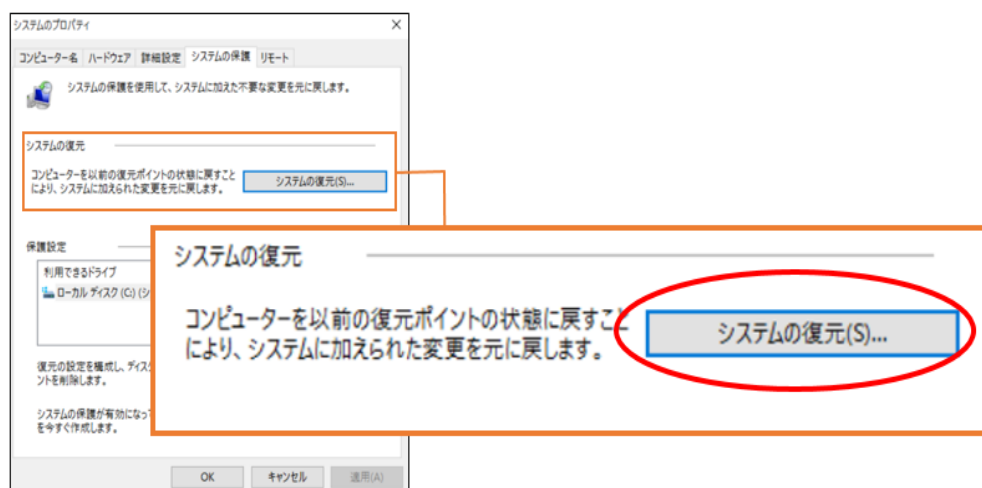 システムのプロパティ
コンピューター名 ハードウェア 詳細設定 システムの保護 リモート
システムの保護を使用して、システムに加えた不要な変更を元に戻します。
システムの復元
コンピューターを以前の復元ポイントの状態に戻すこと
により、システムに加えられた変更を元に戻します。
システムの復元(S)...
保護設定
利用できるドライブ
ローカル ディスク (C:) (シ
復元の設定を構成し、ディス
ントを削除します。
システムの保護が有効になって
を今すぐ作成します。
システムの復元
コンピューターを以前の復元ポイントの状態に戻すこと
により、システムに加えられた変更を元に戻します。
システムの復元(S)...
OK キャンセル 適用(A)